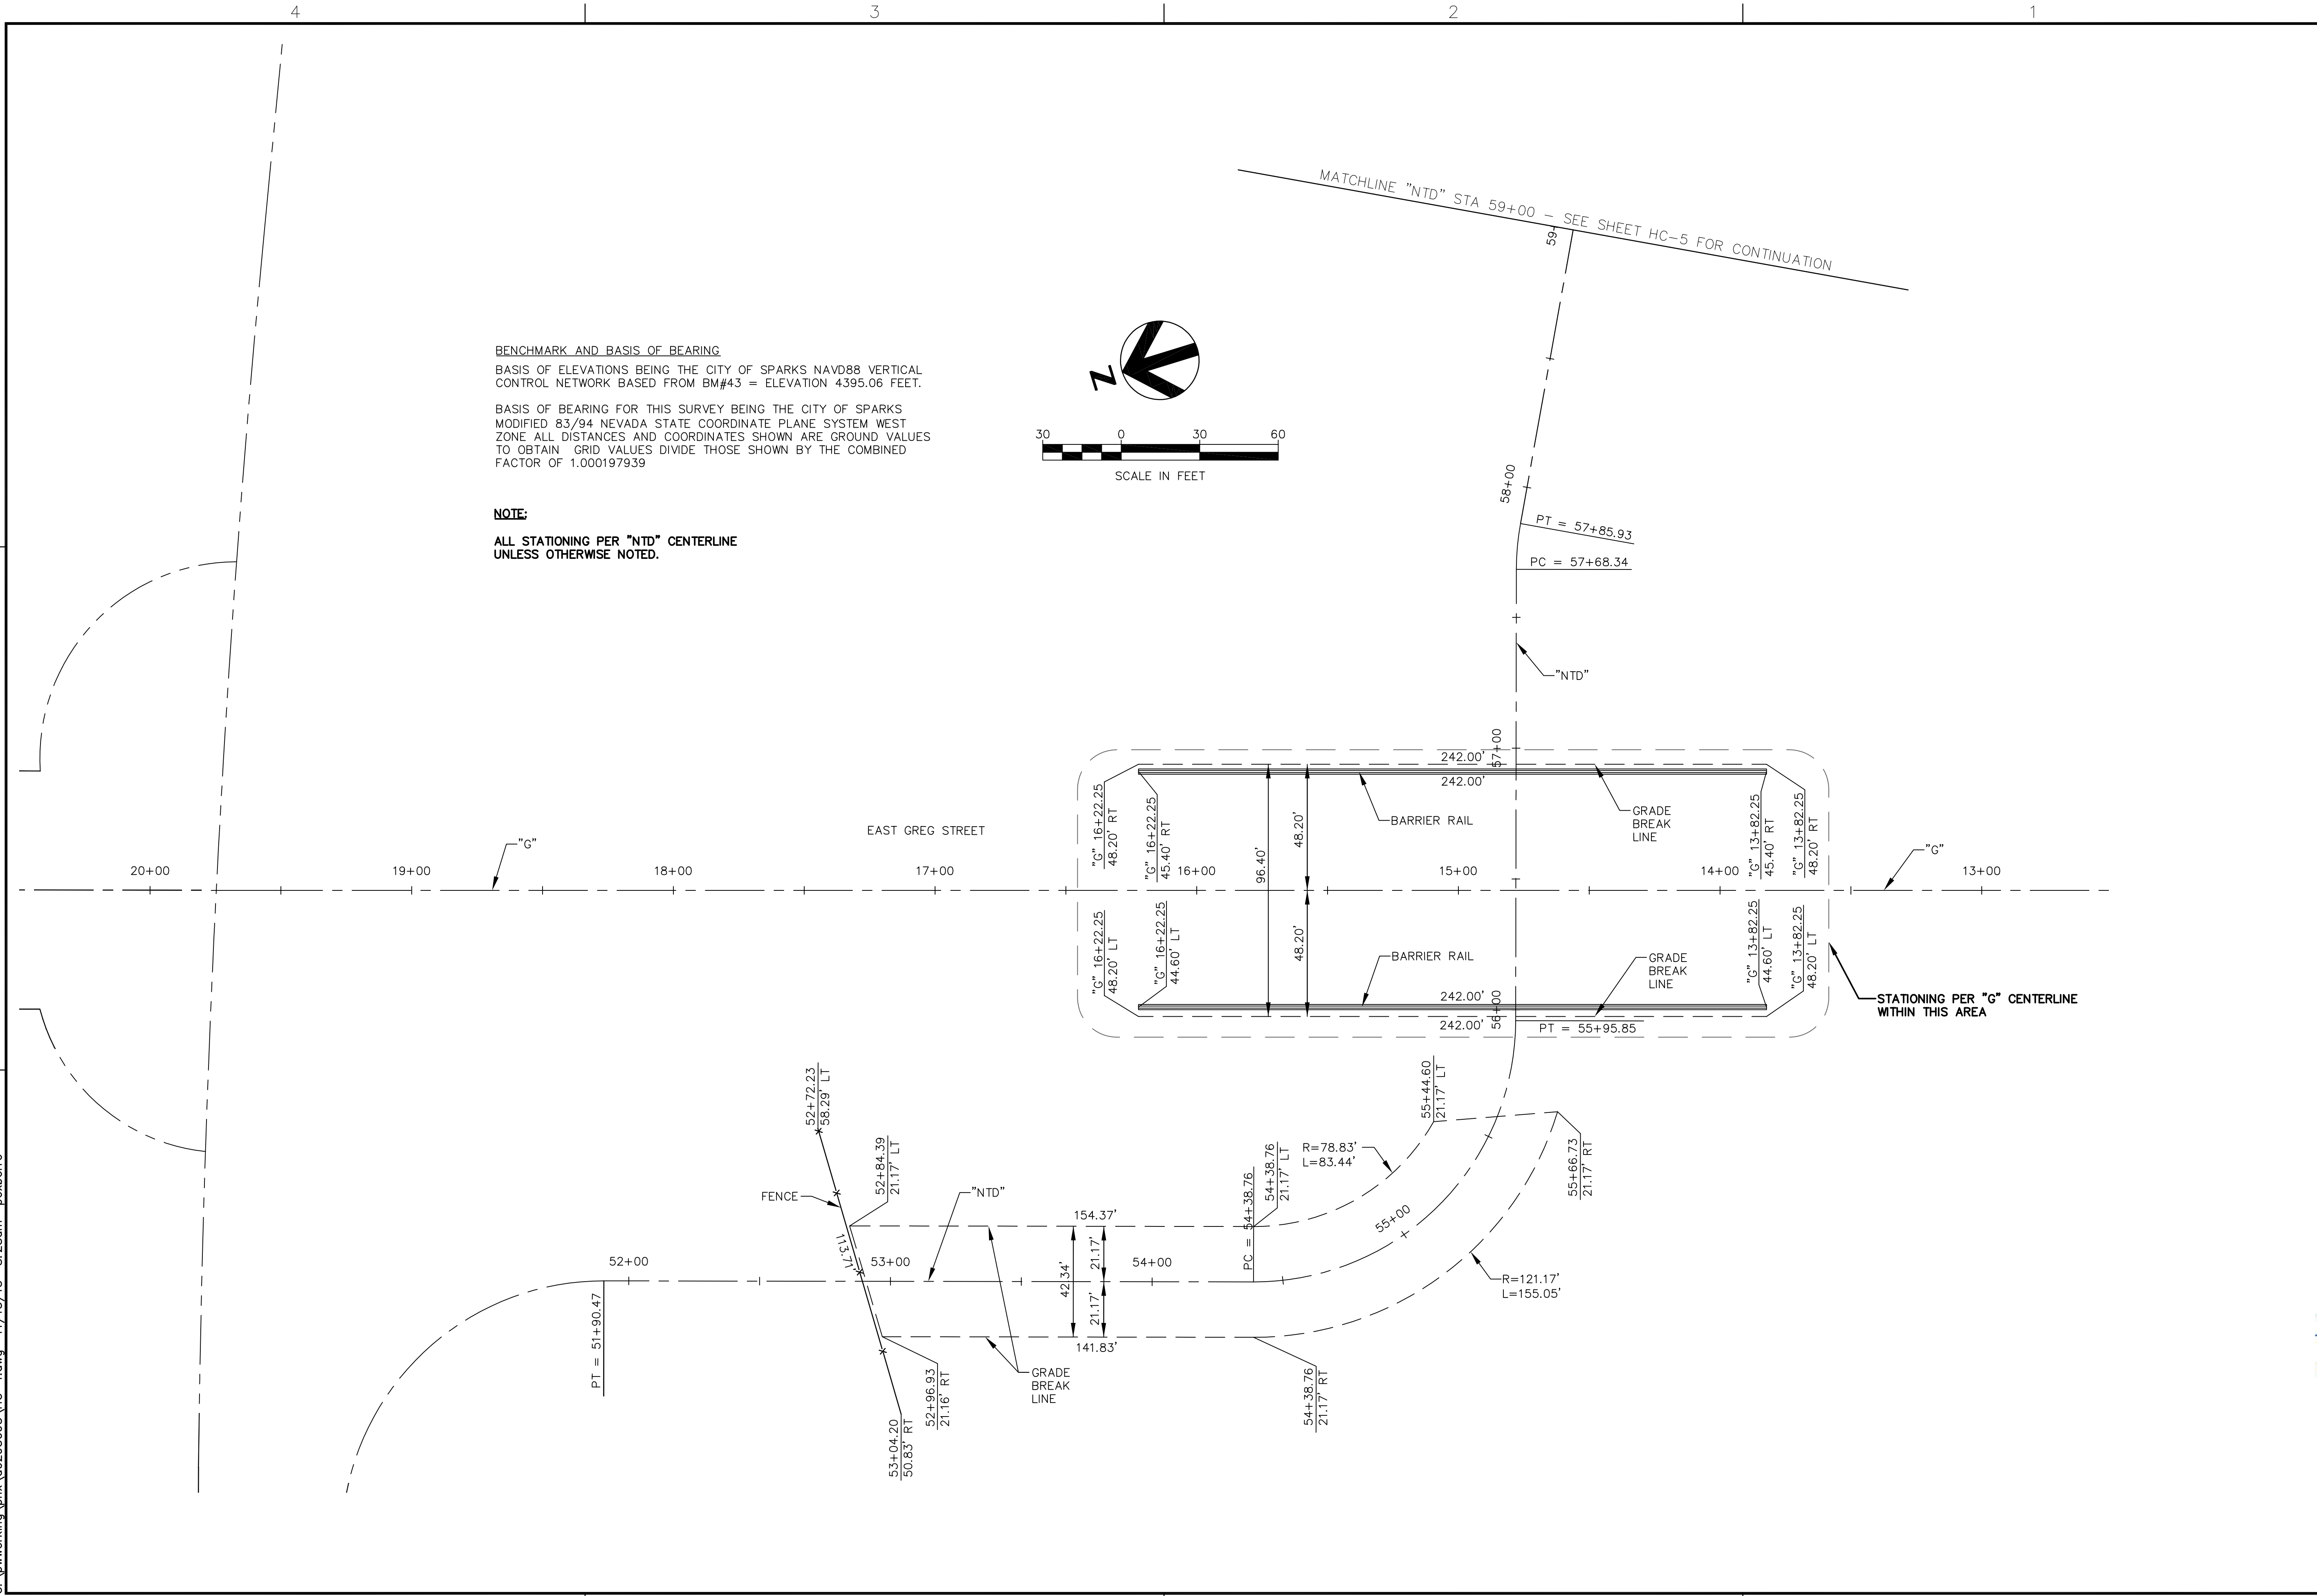 4
3
2
1
MATCHLINE "NTD" STA 59+00 - SEE SHEET HC-5 FOR CONTINUATION
59
BENCHMARK AND BASIS OF BEARING
BASIS OF ELEVATIONS BEING THE CITY OF SPARKS NAVD88 VERTICAL
CONTROL NETWORK BASED FROM BM#43 = ELEVATION 4395.06 FEET.
BASIS OF BEARING FOR THIS SURVEY BEING THE CITY OF SPARKS
MODIFIED 83/94 NEVADA STATE COORDINATE PLANE SYSTEM WEST
ZONE ALL DISTANCES AND COORDINATES SHOWN ARE GROUND VALUES
TO OBTAIN GRID VALUES DIVIDE THOSE SHOWN BY THE COMBINED
FACTOR OF 1.000197939
NOTE:
ALL STATIONING PER "NTD" CENTERLINE
UNLESS OTHERWISE NOTED.
N
30 0 30 60
SCALE IN FEET
58+00
PT = 57+85.93
PC = 57+68.34
"NTD"
57+00
242.00'
242.00'
"G" 16+22.25
48.20' RT
"G" 16+22.25
45.40' RT
96.40'
48.20'
BARRIER RAIL
GRADE
BREAK
LINE
"G" 13+82.25
45.40' RT
"G" 13+82.25
48.20' RT
EAST GREG STREET
"G"
"G"
20+00
19+00
18+00
17+00
16+00
15+00
14+00
13+00
"G" 16+22.25
48.20' LT
"G" 16+22.25
44.60' LT
48.20'
BARRIER RAIL
GRADE
BREAK
LINE
"G" 13+82.25
44.60' LT
"G" 13+82.25
48.20' LT
STATIONING PER "G" CENTERLINE
WITHIN THIS AREA
242.00'
242.00'
56+00
PT = 55+95.85
52+72.23
58.29' LT
52+84.39
21.17' LT
FENCE
"NTD"
113.71'
154.37'
21.17'
42.34'
21.17'
141.83'
PC = 54+38.76
54+38.76
21.17' LT
R=78.83'
L=83.44'
55+44.60
21.17' LT
55+66.73
21.17' RT
55+00
R=121.17'
L=155.05'
52+00
53+00
54+00
PT = 51+90.47
GRADE
BREAK
LINE
52+96.93
21.16' RT
53+04.20
50.83' RT
54+38.76
21.17' RT